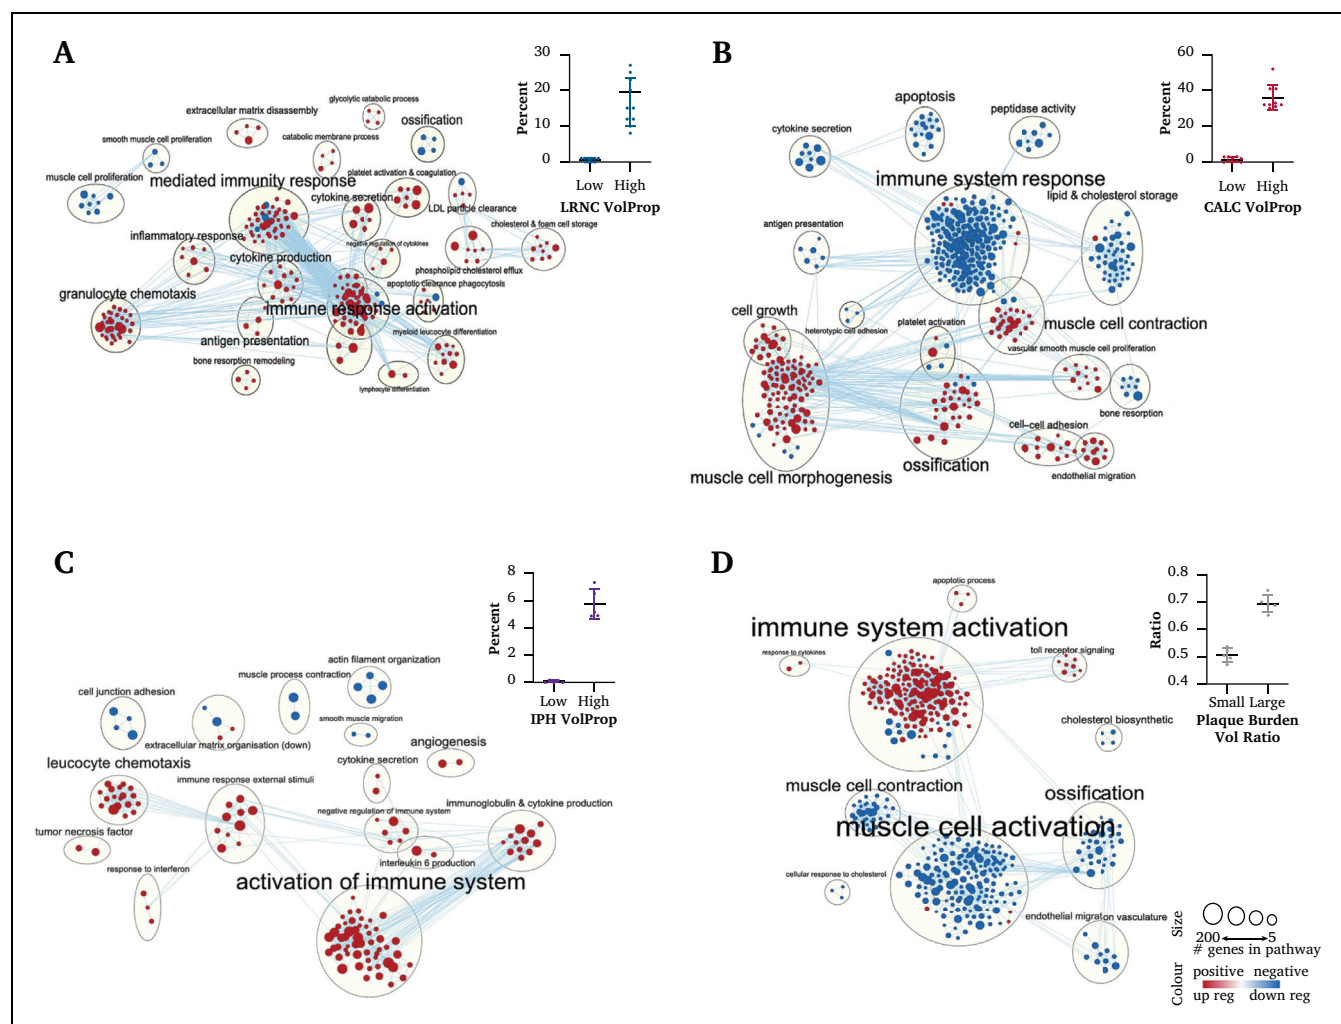 A
30
20
10
0
Percent
Low High
LRNC VolProp
glycolytic catabolic process
extracellular matrix disassembly
ossification
smooth muscle cell proliferation
catabolic membrane process
muscle cell proliferation
mediated immunity response
platelet activation & coagulation
cytokine secretion
LDL particle clearance
cholesterol & foam cell storage
inflammatory response
negative regulation of cytokines
cytokine production
phospholipid cholesterol efflux
apoptotic clearance phagocytosis
granulocyte chemotaxis
immune response activation
myeloid leucocyte differentiation
antigen presentation
bone resorption remodeling
lymphocyte differentiation
B
60
40
20
0
Percent
Low High
CALC VolProp
apoptosis
peptidase activity
cytokine secretion
immune system response
lipid & cholesterol storage
antigen presentation
cell growth
heterotypic cell adhesion
platelet activation
muscle cell contraction
vascular smooth muscle cell proliferation
bone resorption
cell–cell adhesion
ossification
muscle cell morphogenesis
endothelial migration
C
8
6
4
2
0
Percent
Low High
IPH VolProp
actin filament organization
muscle process contraction
cell junction adhesion
smooth muscle migration
extracellular matrix organisation (down)
angiogenesis
leucocyte chemotaxis
cytokine secretion
immune response external stimuli
immunoglobulin & cytokine production
negative regulation of immune system
tumor necrosis factor
interleukin 6 production
response to interferon
activation of immune system
D
0.8
0.7
0.6
0.5
0.4
Ratio
Small Large
Plaque Burden
Vol Ratio
apoptotic process
immune system activation
response to cytokines
toll receptor signaling
cholesterol biosynthetic
muscle cell contraction
ossification
muscle cell activation
cellular response to cholesterol
endothelial migration vasculature
Size
200 5
# genes in pathway
Colour
positive negative
up reg down reg